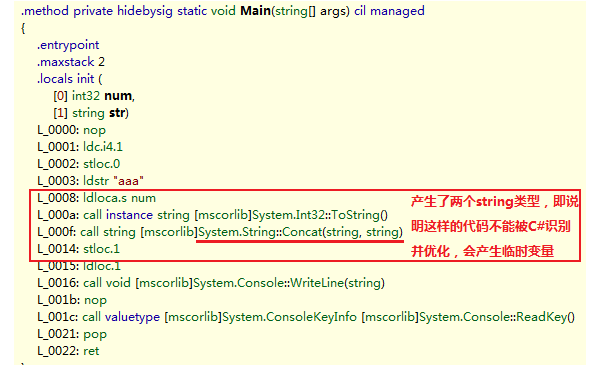 .method private hidebysig static void Main(string[] args) cil managed
{
.entrypoint
.maxstack 2
.locals init (
[0] int32 num,
[1] string str)
L_0000: nop
L_0001: ldc.i4.1
L_0002: stloc.0
L_0003: ldstr "aaa"
L_0008: ldloca.s num
L_000a: call instance string [mscorlib]System.Int32::ToString()
L_000f: call string [mscorlib]System.String::Concat(string, string)
L_0014: stloc.1
产生了两个string类型，即说
明这样的代码不能被C#识别
并优化，会产生临时变量
L_0015: ldloc.1
L_0016: call void [mscorlib]System.Console::WriteLine(string)
L_001b: nop
L_001c: call valuetype [mscorlib]System.ConsoleKeyInfo [mscorlib]System.Console::ReadKey()
L_0021: pop
L_0022: ret